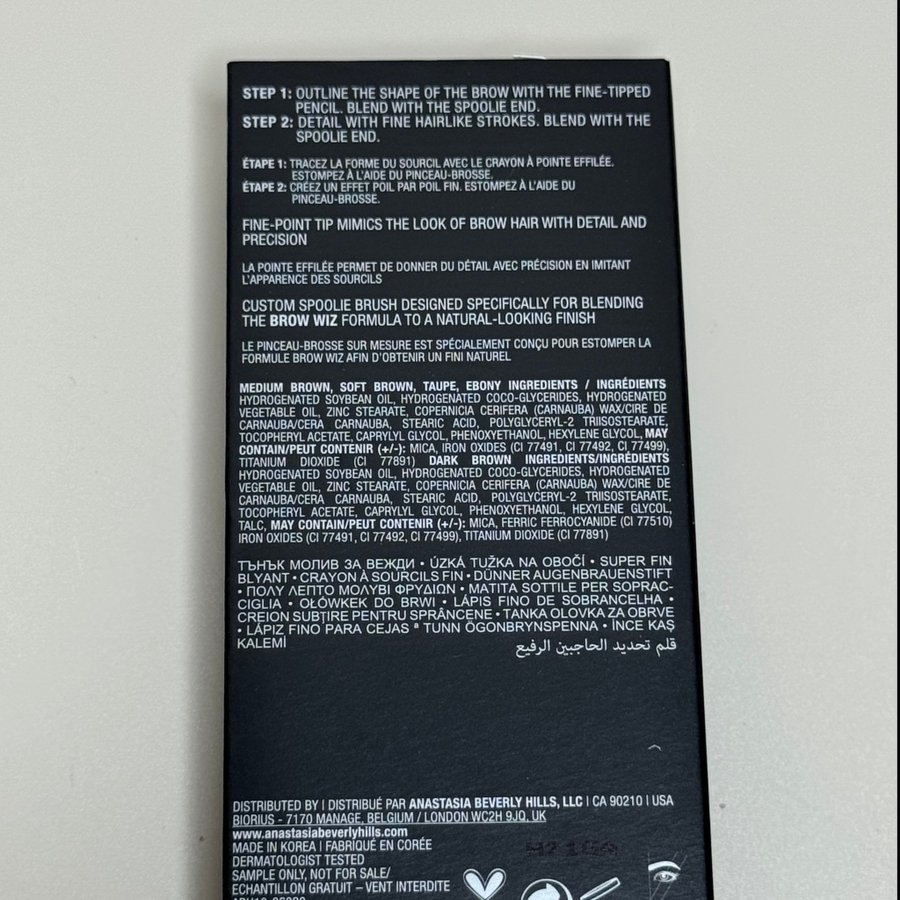 STEP 1: OUTLINE THE SHAPE OF THE BROW WITH THE FINE-TIPPED
PENCIL. BLEND WITH THE SPOOLIE END.
STEP 2: DETAIL WITH FINE HAIRLIKE STROKES. BLEND WITH THE
SPOOLIE END.
ÉTAPE 1: TRACEZ LA FORME DU SOURCIL AVEC LE CRAYON À POINTE EFFILÉE.
ESTOMPEZ À L'AIDE DU PINCEAU-BROSSE.
ÉTAPE 2: CRÉEZ UN EFFET POIL PAR POIL FIN. ESTOMPEZ À L'AIDE DU
PINCEAU-BROSSE.
FINE-POINT TIP MIMICS THE LOOK OF BROW HAIR WITH DETAIL AND
PRECISION
LA POINTE EFFILÉE PERMET DE DONNER DU DÉTAIL AVEC PRÉCISION EN IMITANT
L'APPARENCE DES SOURCILS
CUSTOM SPOOLIE BRUSH DESIGNED SPECIFICALLY FOR BLENDING
THE BROW WIZ FORMULA TO A NATURAL-LOOKING FINISH
LE PINCEAU-BROSSE SUR MESURE EST SPÉCIALEMENT CONÇU POUR ESTOMPER LA
FORMULE BROW WIZ AFIN D'OBTENIR UN FINI NATUREL
MEDIUM BROWN, SOFT BROWN, TAUPE, EBONY INGREDIENTS / INGRÉDIENTS
HYDROGENATED SOYBEAN OIL, HYDROGENATED COCO-GLYCERIDES, HYDROGENATED
VEGETABLE OIL, ZINC STEARATE, COPERNICIA CERIFERA (CARNAUBA) WAX/CIRE DE
CARNAUBA/CERA CARNAUBA, STEARIC ACID, POLYGLYCERYL-2 TRIISOSTEARATE,
TOCOPHERYL ACETATE, CAPRYLYL GLYCOL, PHENOXYETHANOL, HEXYLENE GLYCOL, MAY
CONTAIN/PEUT CONTENIR (+/-): MICA, IRON OXIDES (CI 77491, CI 77492, CI 77499),
TITANIUM DIOXIDE (CI 77891) DARK BROWN INGREDIENTS/INGRÉDIENTS
HYDROGENATED SOYBEAN OIL, HYDROGENATED COCO-GLYCERIDES, HYDROGENATED
VEGETABLE OIL, ZINC STEARATE, COPERNICIA CERIFERA (CARNAUBA) WAX/CIRE DE
CARNAUBA/CERA CARNAUBA, STEARIC ACID, POLYGLYCERYL-2 TRIISOSTEARATE,
TOCOPHERYL ACETATE, CAPRYLYL GLYCOL, PHENOXYETHANOL, HEXYLENE GLYCOL,
TALC, MAY CONTAIN/PEUT CONTENIR (+/-): MICA, FERRIC FERROCYANIDE (CI 77510)
IRON OXIDES (CI 77491, CI 77492, CI 77499), TITANIUM DIOXIDE (CI 77891)
ТЪНЪК МОЛИВ ЗА ВЕЖДИ • ÚZKÁ TUŽKA NA OBOČÍ • SUPER FIN
BLYANT • CRAYON À SOURCILS FIN • DÜNNER AUGENBRAUENSTIFT
• ΠΟΛΥ ΛΕΠΤΟ ΜΟΛΥΒΙ ΦΡΥΔΙΩΝ • MATITA SOTTILE PER SOPRAC-
CIGLIA • OŁÓWEK DO BRWI • LÁPIS FINO DE SOBRANCELHA •
CREION SUBȚIRE PENTRU SPRÂNCENE • TANKA OLOVKA ZA OBRVE
• LÁPIZ FINO PARA CEJAS ª TUNN ÖGONBRYNSPENNA • İNCE KAŞ
KALEMİ
قلم تحديد الحاجبين الرفيع
DISTRIBUTED BY | DISTRIBUÉ PAR ANASTASIA BEVERLY HILLS, LLC | CA 90210 | USA
BIORIUS - 7170 MANAGE, BELGIUM / LONDON WC2H 9JQ, UK
www.anastasiabeverlyhills.com
MADE IN KOREA | FABRIQUÉ EN CORÉE
DERMATOLOGIST TESTED
SAMPLE ONLY, NOT FOR SALE/
ECHANTILLON GRATUIT – VENT INTERDITE